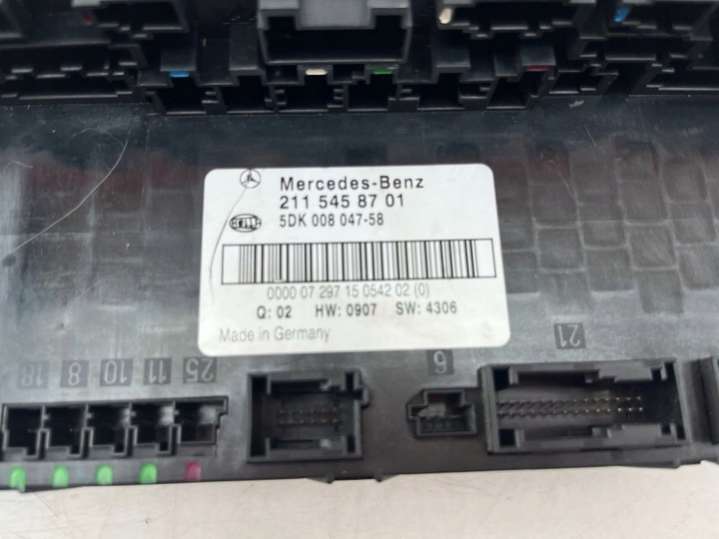 Mercedes-Benz
211 545 87 01
5DK 008 047-58
HELLA
0000 07 297 15 0542 02 (0)
Q: 02 HW: 0907 SW: 4306
Made in Germany
21
6
18 8 10 11 25